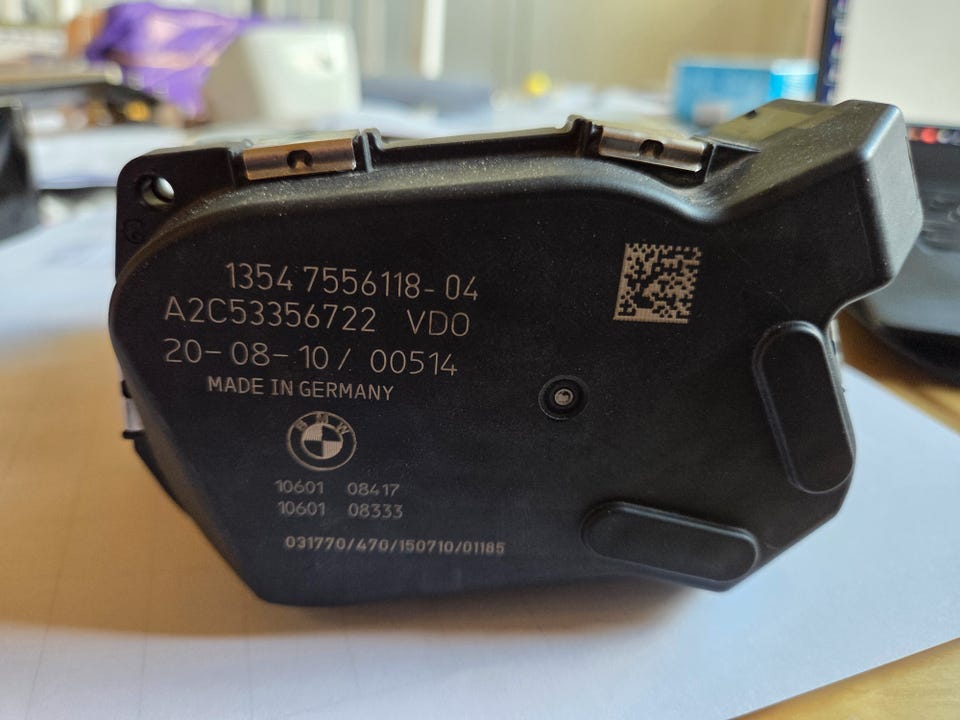 1354 7556118-04
A2C53356722 VDO
20-08-10/ 00514
MADE IN GERMANY
BMW
10601 08417
10601 08333
031770/470/150710/01185